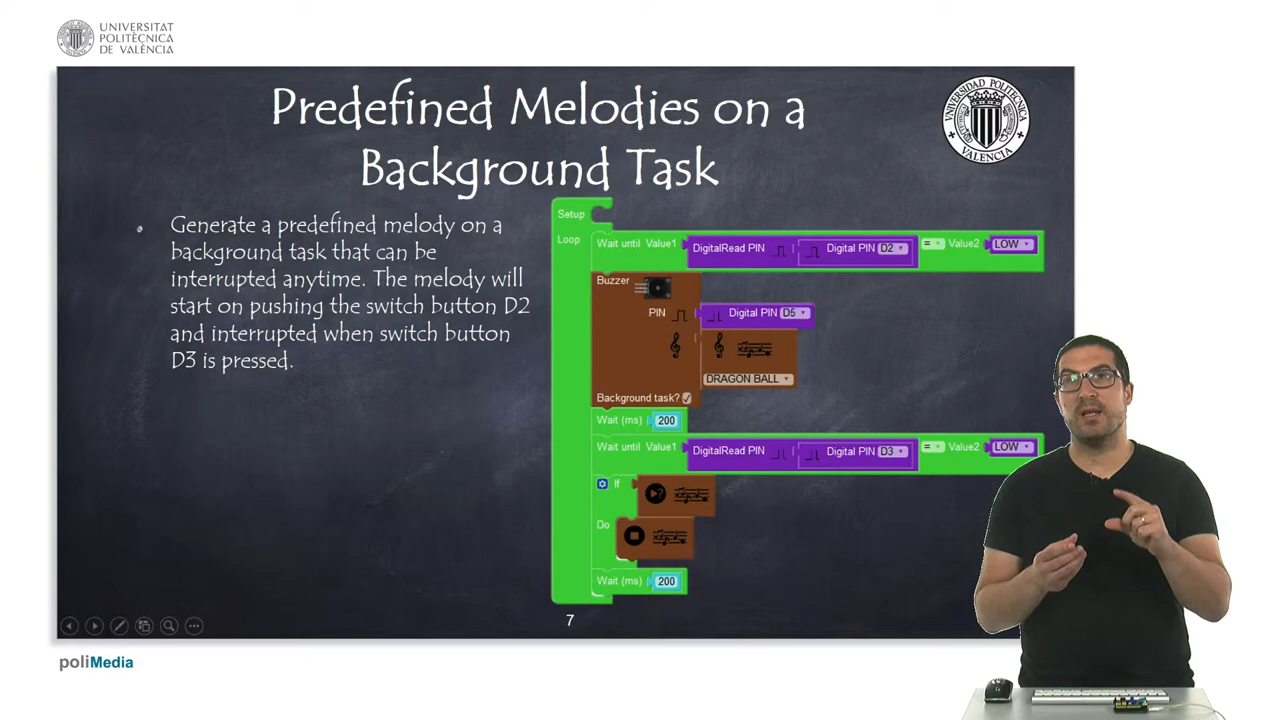 UNIVERSITAT
POLITÈCNICA
DE VALÈNCIA
Predefined Melodies on a
Background Task
UNIVERSIDAD POLITECNICA
VALENCIA
Generate a predefined melody on a
background task that can be
interrupted anytime. The melody will
start on pushing the switch button D2
and interrupted when switch button
D3 is pressed.
Setup
Loop
Wait until Value1 DigitalRead PIN Digital PIN D2 = Value2 LOW
Buzzer
PIN Digital PIN D5
DRAGON BALL
Background task?
Wait (ms) 200
Wait until Value1 DigitalRead PIN Digital PIN D3 = Value2 LOW
If
Do
Wait (ms) 200
7
poliMedia